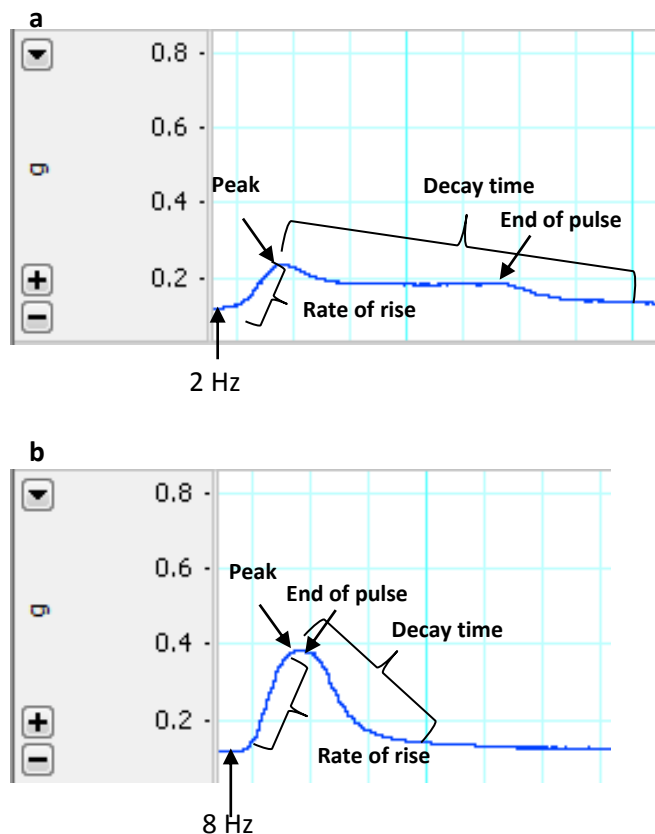 a
0.8 -
0.6 -
g
0.4 -
Peak
Decay time
End of pulse
0.2 -
Rate of rise
2 Hz
b
0.8 -
0.6 -
g
Peak
End of pulse
Decay time
0.4 -
0.2 -
Rate of rise
8 Hz